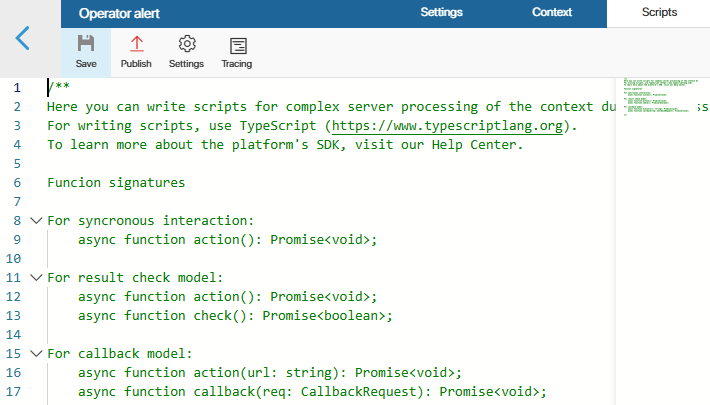 Operator alert
Settings Context Scripts
Save Publish Settings Tracing
1 /**
2 Here you can write scripts for complex server processing of the context du ss
3 For writing scripts, use TypeScript (https://www.typescriptlang.org).
4 To learn more about the platform's SDK, visit our Help Center.
5
6 Funcion signatures
7
8 For syncronous interaction:
9 async function action(): Promise<void>;
10
11 For result check model:
12 async function action(): Promise<void>;
13 async function check(): Promise<boolean>;
14
15 For callback model:
16 async function action(url: string): Promise<void>;
17 async function callback(req: CallbackRequest): Promise<void>;